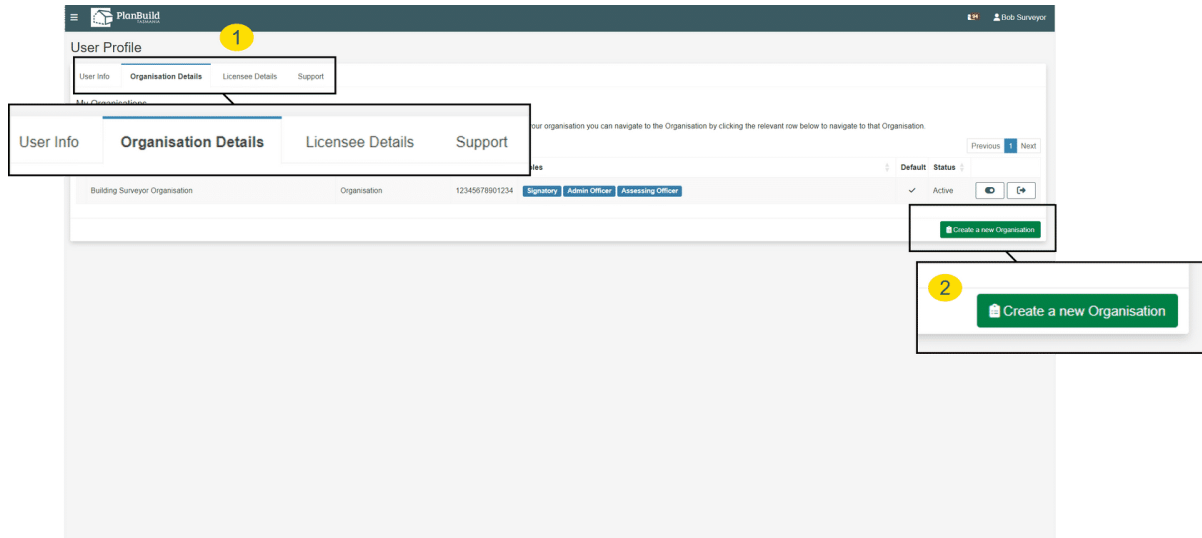 PlanBuild
TASMANIA
Bob Surveyor
User Profile
1
User Info Organisation Details Licensee Details Support
My Organisations
User Info Organisation Details Licensee Details Support
our organisation you can navigate to the Organisation by clicking the relevant row below to navigate to that Organisation.
Previous 1 Next
oles Default Status
Building Surveyor Organisation Organisation 12345678901234 Signatory Admin Officer Assessing Officer Active
Create a new Organisation
2
Create a new Organisation